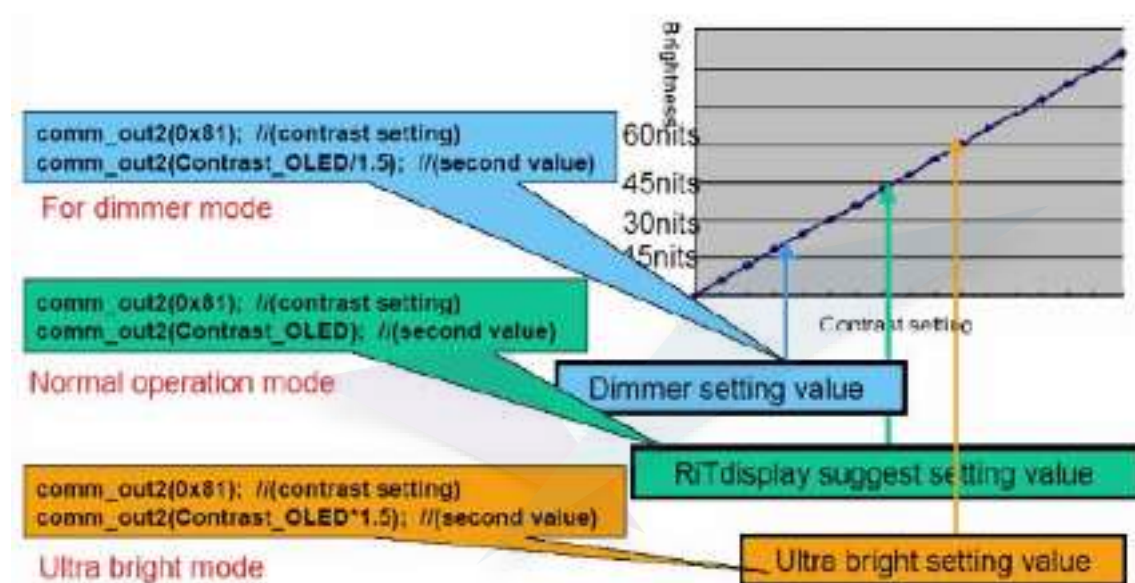 Brightness
comm_out2(0x81); //(contrast setting)
comm_out2(Contrast_OLED/1.5); //(second value)
For dimmer mode
60nits
45nits
30nits
15nits
Contrast setting
comm_out2(0x81); //(contrast setting)
comm_out2(Contrast_OLED); //(second value)
Normal operation mode
Dimmer setting value
RiTdisplay suggest setting value
comm_out2(0x81); //(contrast setting)
comm_out2(Contrast_OLED*1.5); //(second value)
Ultra bright mode
Ultra bright setting value